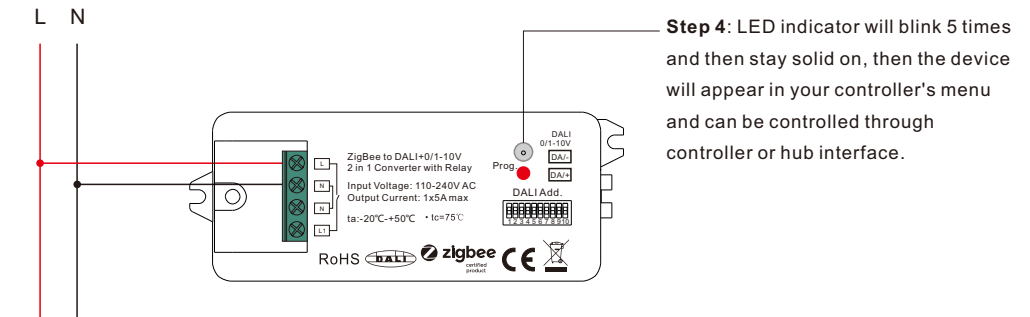 L N
Step 4: LED indicator will blink 5 times
and then stay solid on, then the device
will appear in your controller's menu
and can be controlled through
controller or hub interface.
L
N
N
L1
ZigBee to DALI+0/1-10V
2 in 1 Converter with Relay
Input Voltage: 110-240V AC
Output Current: 1x5A max
ta:-20℃-+50℃ • tc=75℃
Prog.
DALI
0/1-10V
DA/-
DA/+
DALI Add.
1 2 3 4 5 6 7 8 9 10
RoHS DALI zigbee CE
certified
product